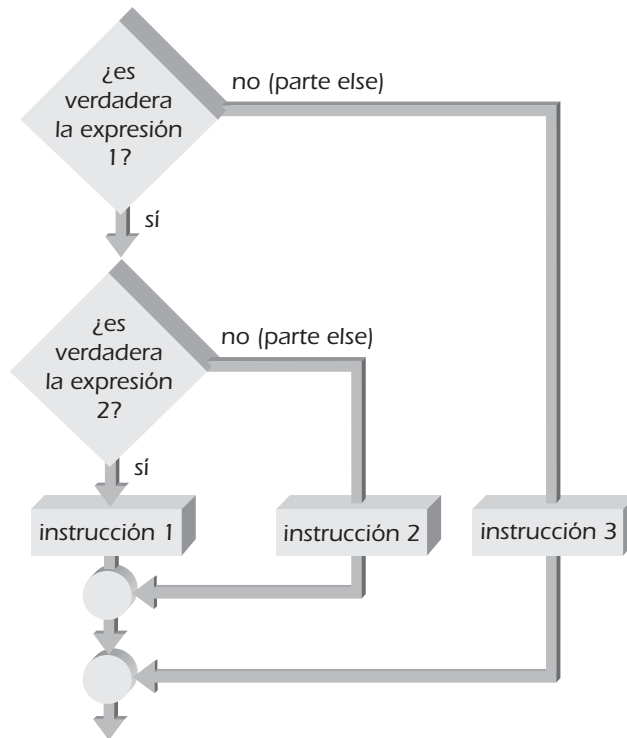 ¿es
verdadera
la expresión
1?
no (parte else)
sí
¿es
verdadera
la expresión
2?
no (parte else)
sí
instrucción 1
instrucción 2
instrucción 3